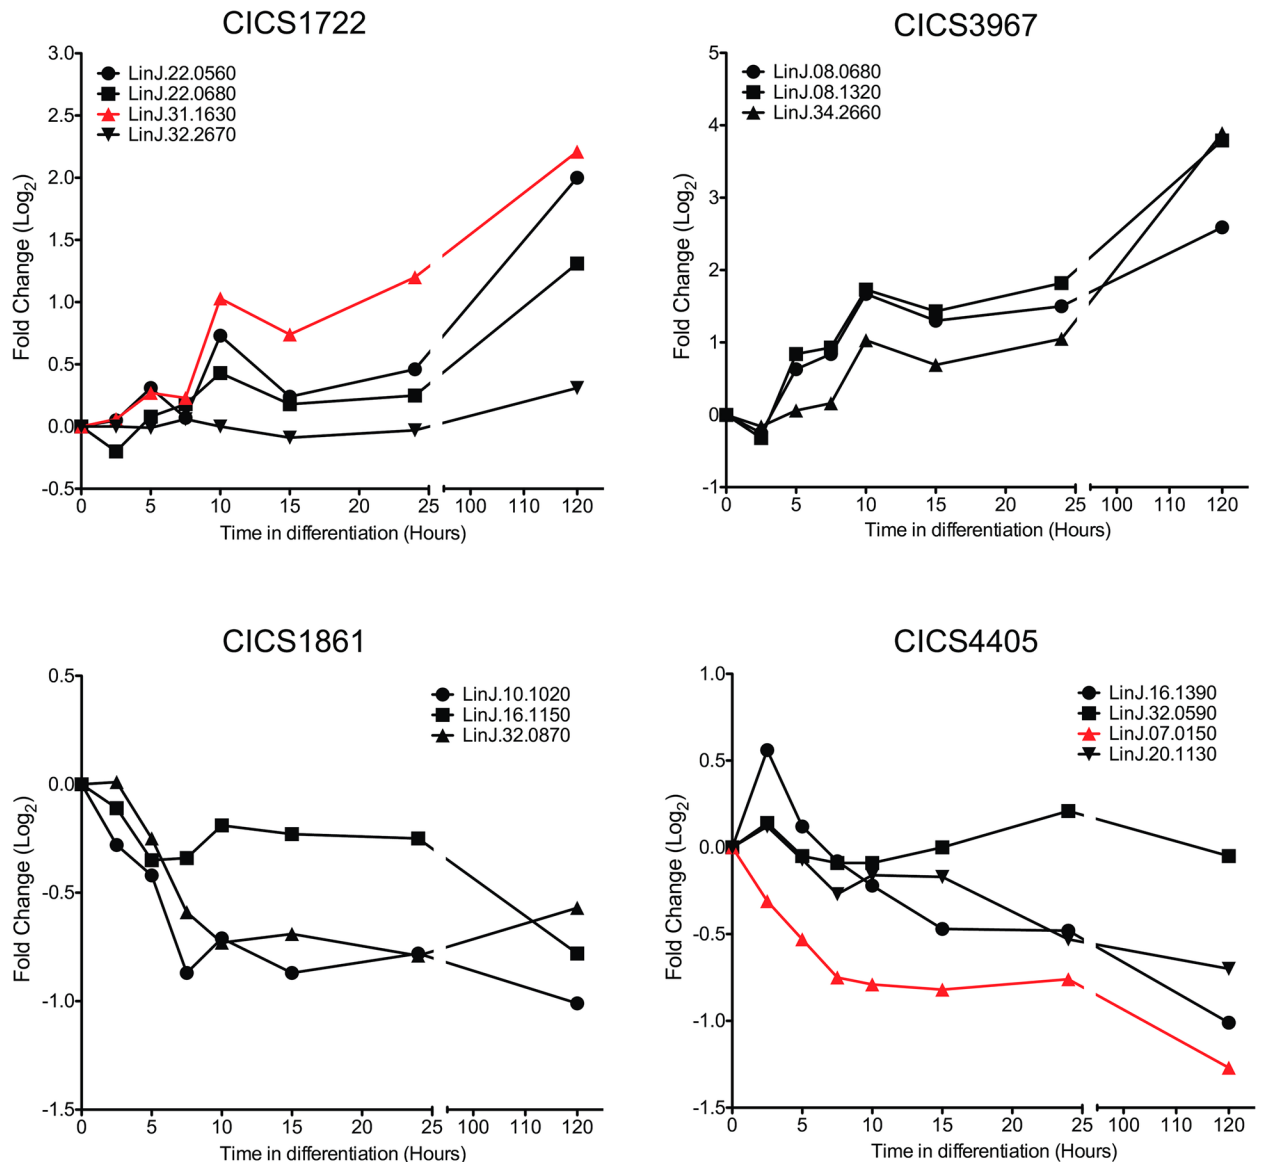 CICS1722
3.0
2.5
2.0
1.5
1.0
0.5
0.0
-0.5
Fold Change (Log2)
LinJ.22.0560
LinJ.22.0680
LinJ.31.1630
LinJ.32.2670
0 5 10 15 20 25 100 110 120
Time in differentiation (Hours)
CICS3967
5
4
3
2
1
0
-1
Fold Change (Log2)
LinJ.08.0680
LinJ.08.1320
LinJ.34.2660
0 5 10 15 20 25 100 110 120
Time in differentiation (Hours)
CICS1861
0.5
0.0
-0.5
-1.0
-1.5
Fold Change (Log2)
LinJ.10.1020
LinJ.16.1150
LinJ.32.0870
0 5 10 15 20 25 100 110 120
Time in differentiation (Hours)
CICS4405
1.0
0.5
0.0
-0.5
-1.0
-1.5
Fold Change (Log2)
LinJ.16.1390
LinJ.32.0590
LinJ.07.0150
LinJ.20.1130
0 5 10 15 20 25 100 110 120
Time in differentiation (Hours)